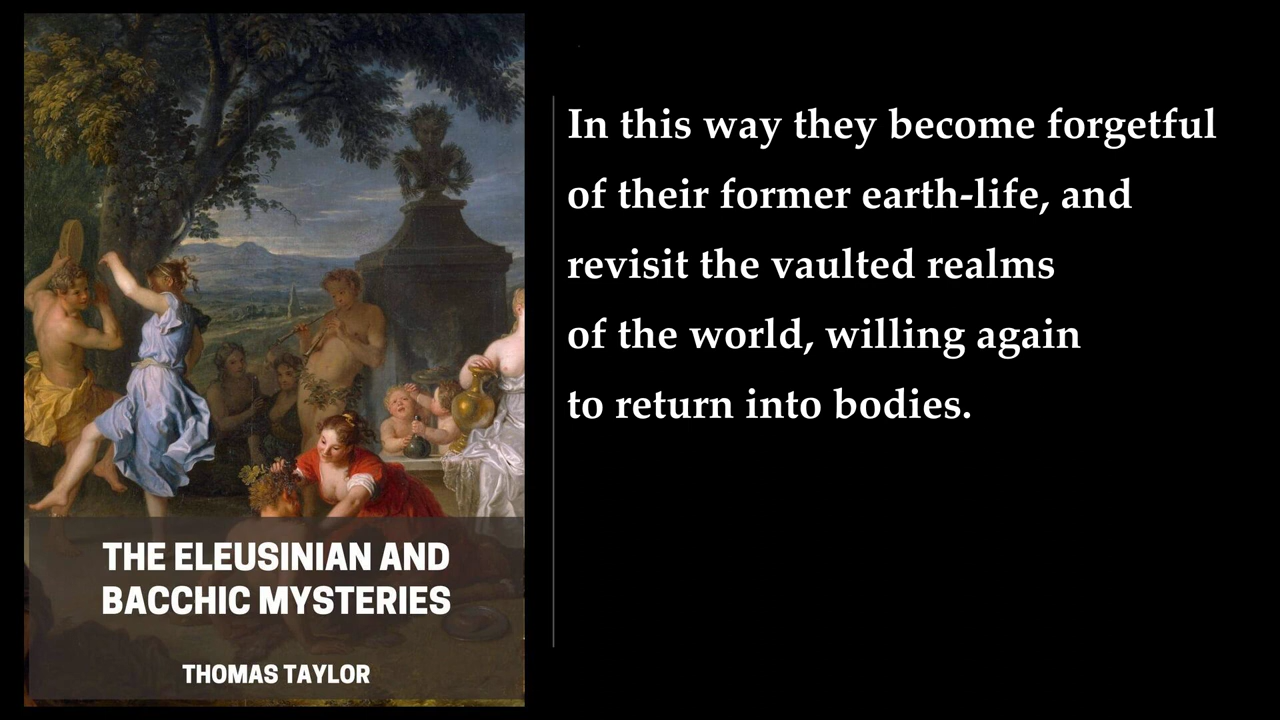 THE ELEUSINIAN AND
BACCHIC MYSTERIES
THOMAS TAYLOR
In this way they become forgetful
of their former earth-life, and
revisit the vaulted realms
of the world, willing again
to return into bodies.